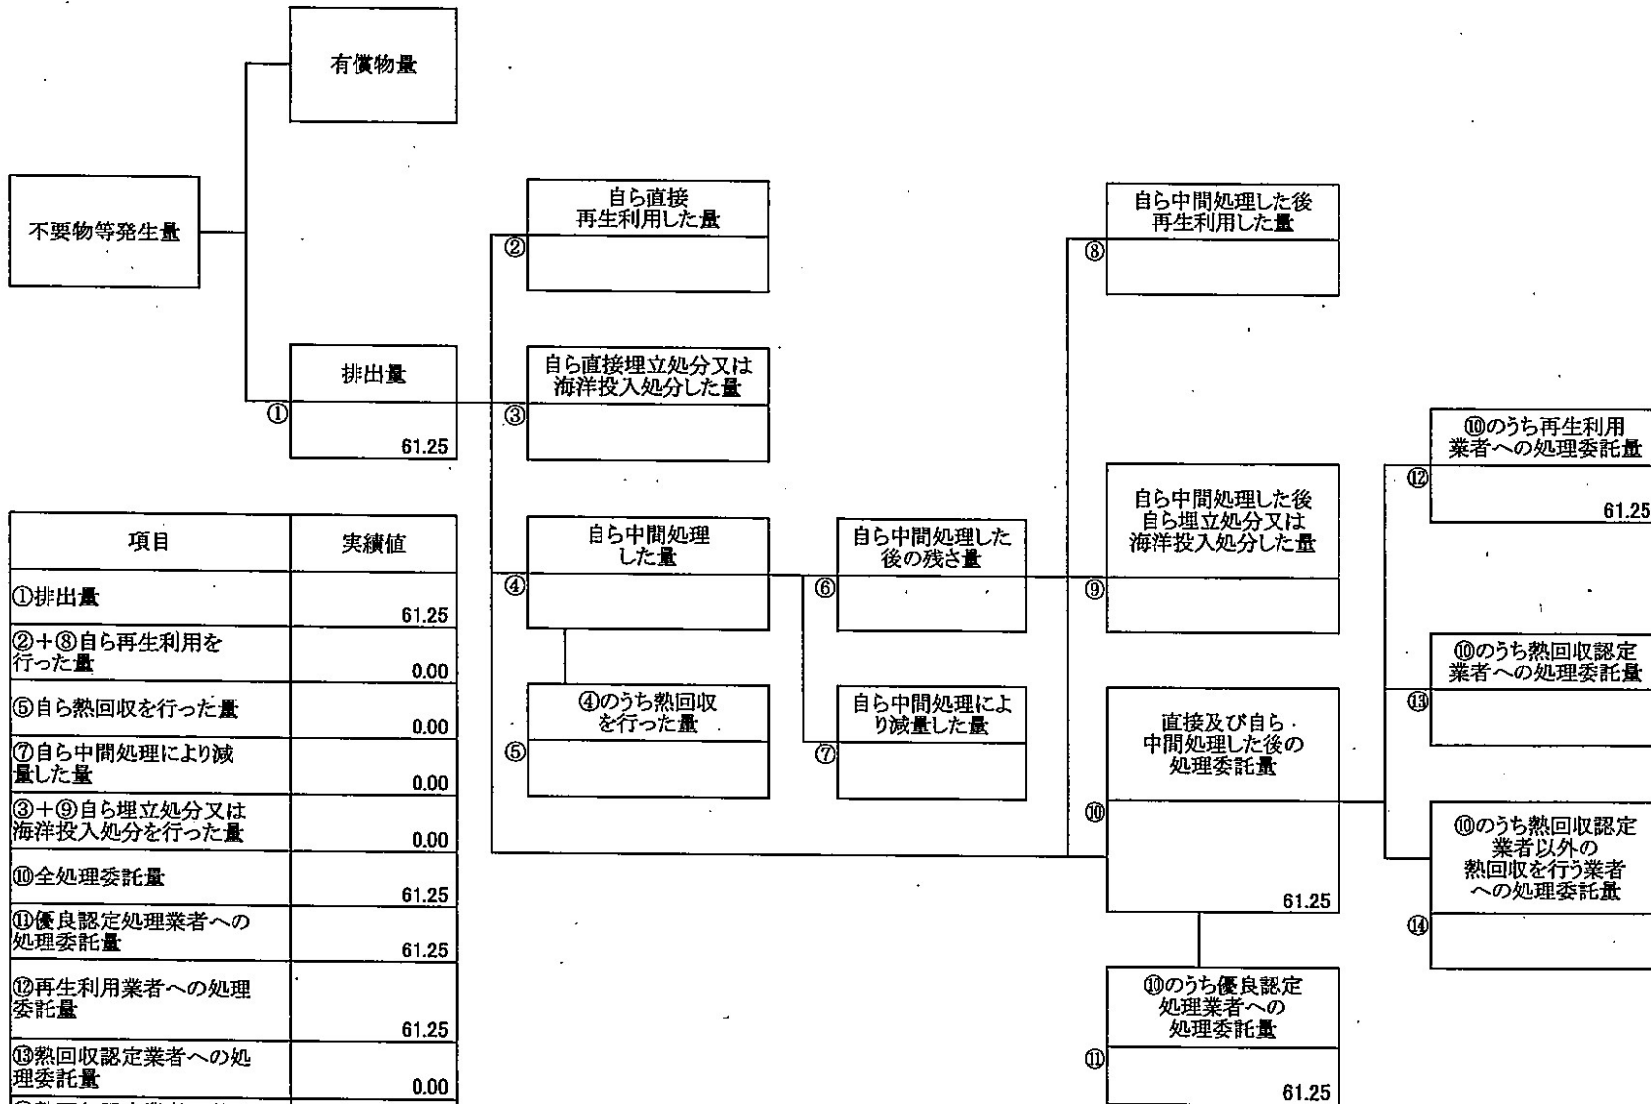 有償物量
不要物等発生量
排出量
①
61.25
自ら直接
再生利用した量
②
自ら直接埋立処分又は
海洋投入処分した量
③
自ら中間処理
した量
④
④のうち熱回収
を行った量
⑤
自ら中間処理した
後の残さ量
⑥
自ら中間処理によ
り減量した量
⑦
自ら中間処理した後
再生利用した量
⑧
自ら中間処理した後
自ら埋立処分又は
海洋投入処分した量
⑨
直接及び自ら
中間処理した後の
処理委託量
⑩
61.25
⑩のうち優良認定
処理業者への
処理委託量
⑪
61.25
⑩のうち再生利用
業者への処理委託量
⑫
61.25
⑩のうち熱回収認定
業者への処理委託量
⑬
⑩のうち熱回収認定
業者以外の
熱回収を行う業者
への処理委託量
⑭
項目 実績値
①排出量 61.25
②+⑧自ら再生利用を
行った量 0.00
⑤自ら熱回収を行った量 0.00
⑦自ら中間処理により減
量した量 0.00
③+⑨自ら埋立処分又は
海洋投入処分を行った量 0.00
⑩全処理委託量 61.25
⑪優良認定処理業者への
処理委託量 61.25
⑫再生利用業者への処理
委託量 61.25
⑬熱回収認定業者への処
理委託量 0.00